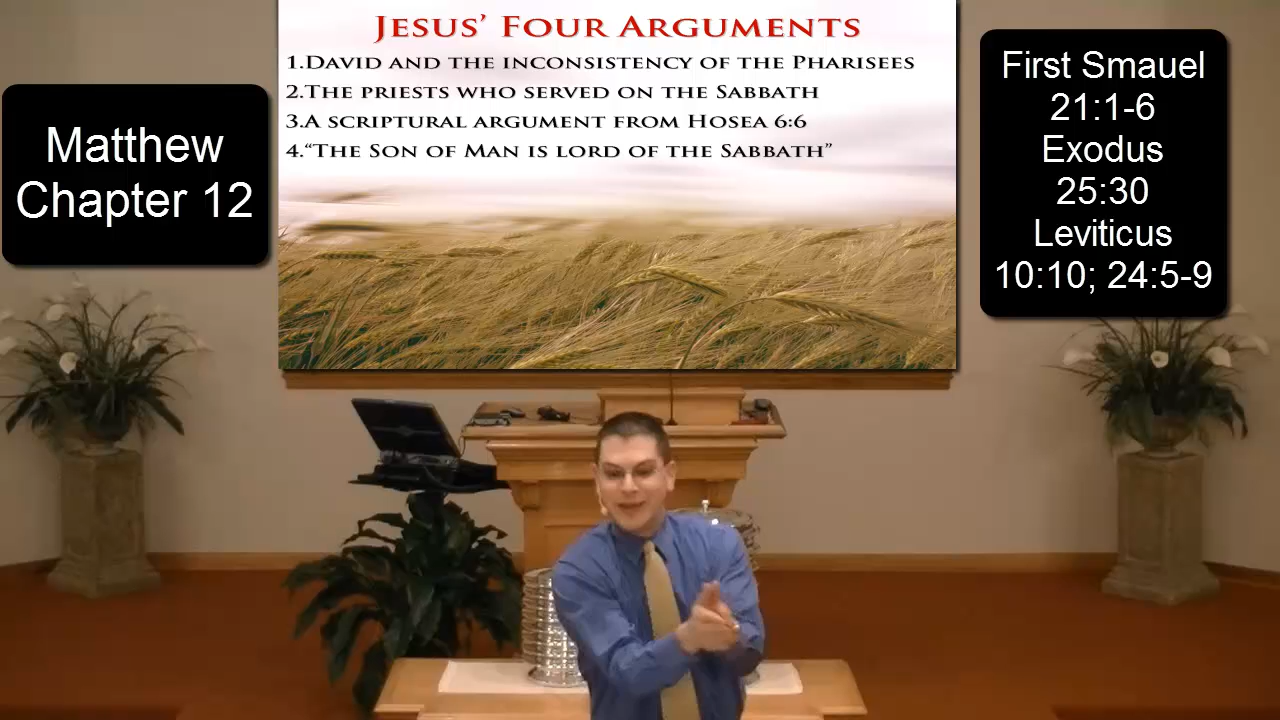 Jesus' Four Arguments
1.David and the inconsistency of the Pharisees
2.The priests who served on the Sabbath
3.A scriptural argument from Hosea 6:6
4."The Son of Man is lord of the Sabbath"
Matthew
Chapter 12
First Smauel
21:1-6
Exodus
25:30
Leviticus
10:10; 24:5-9